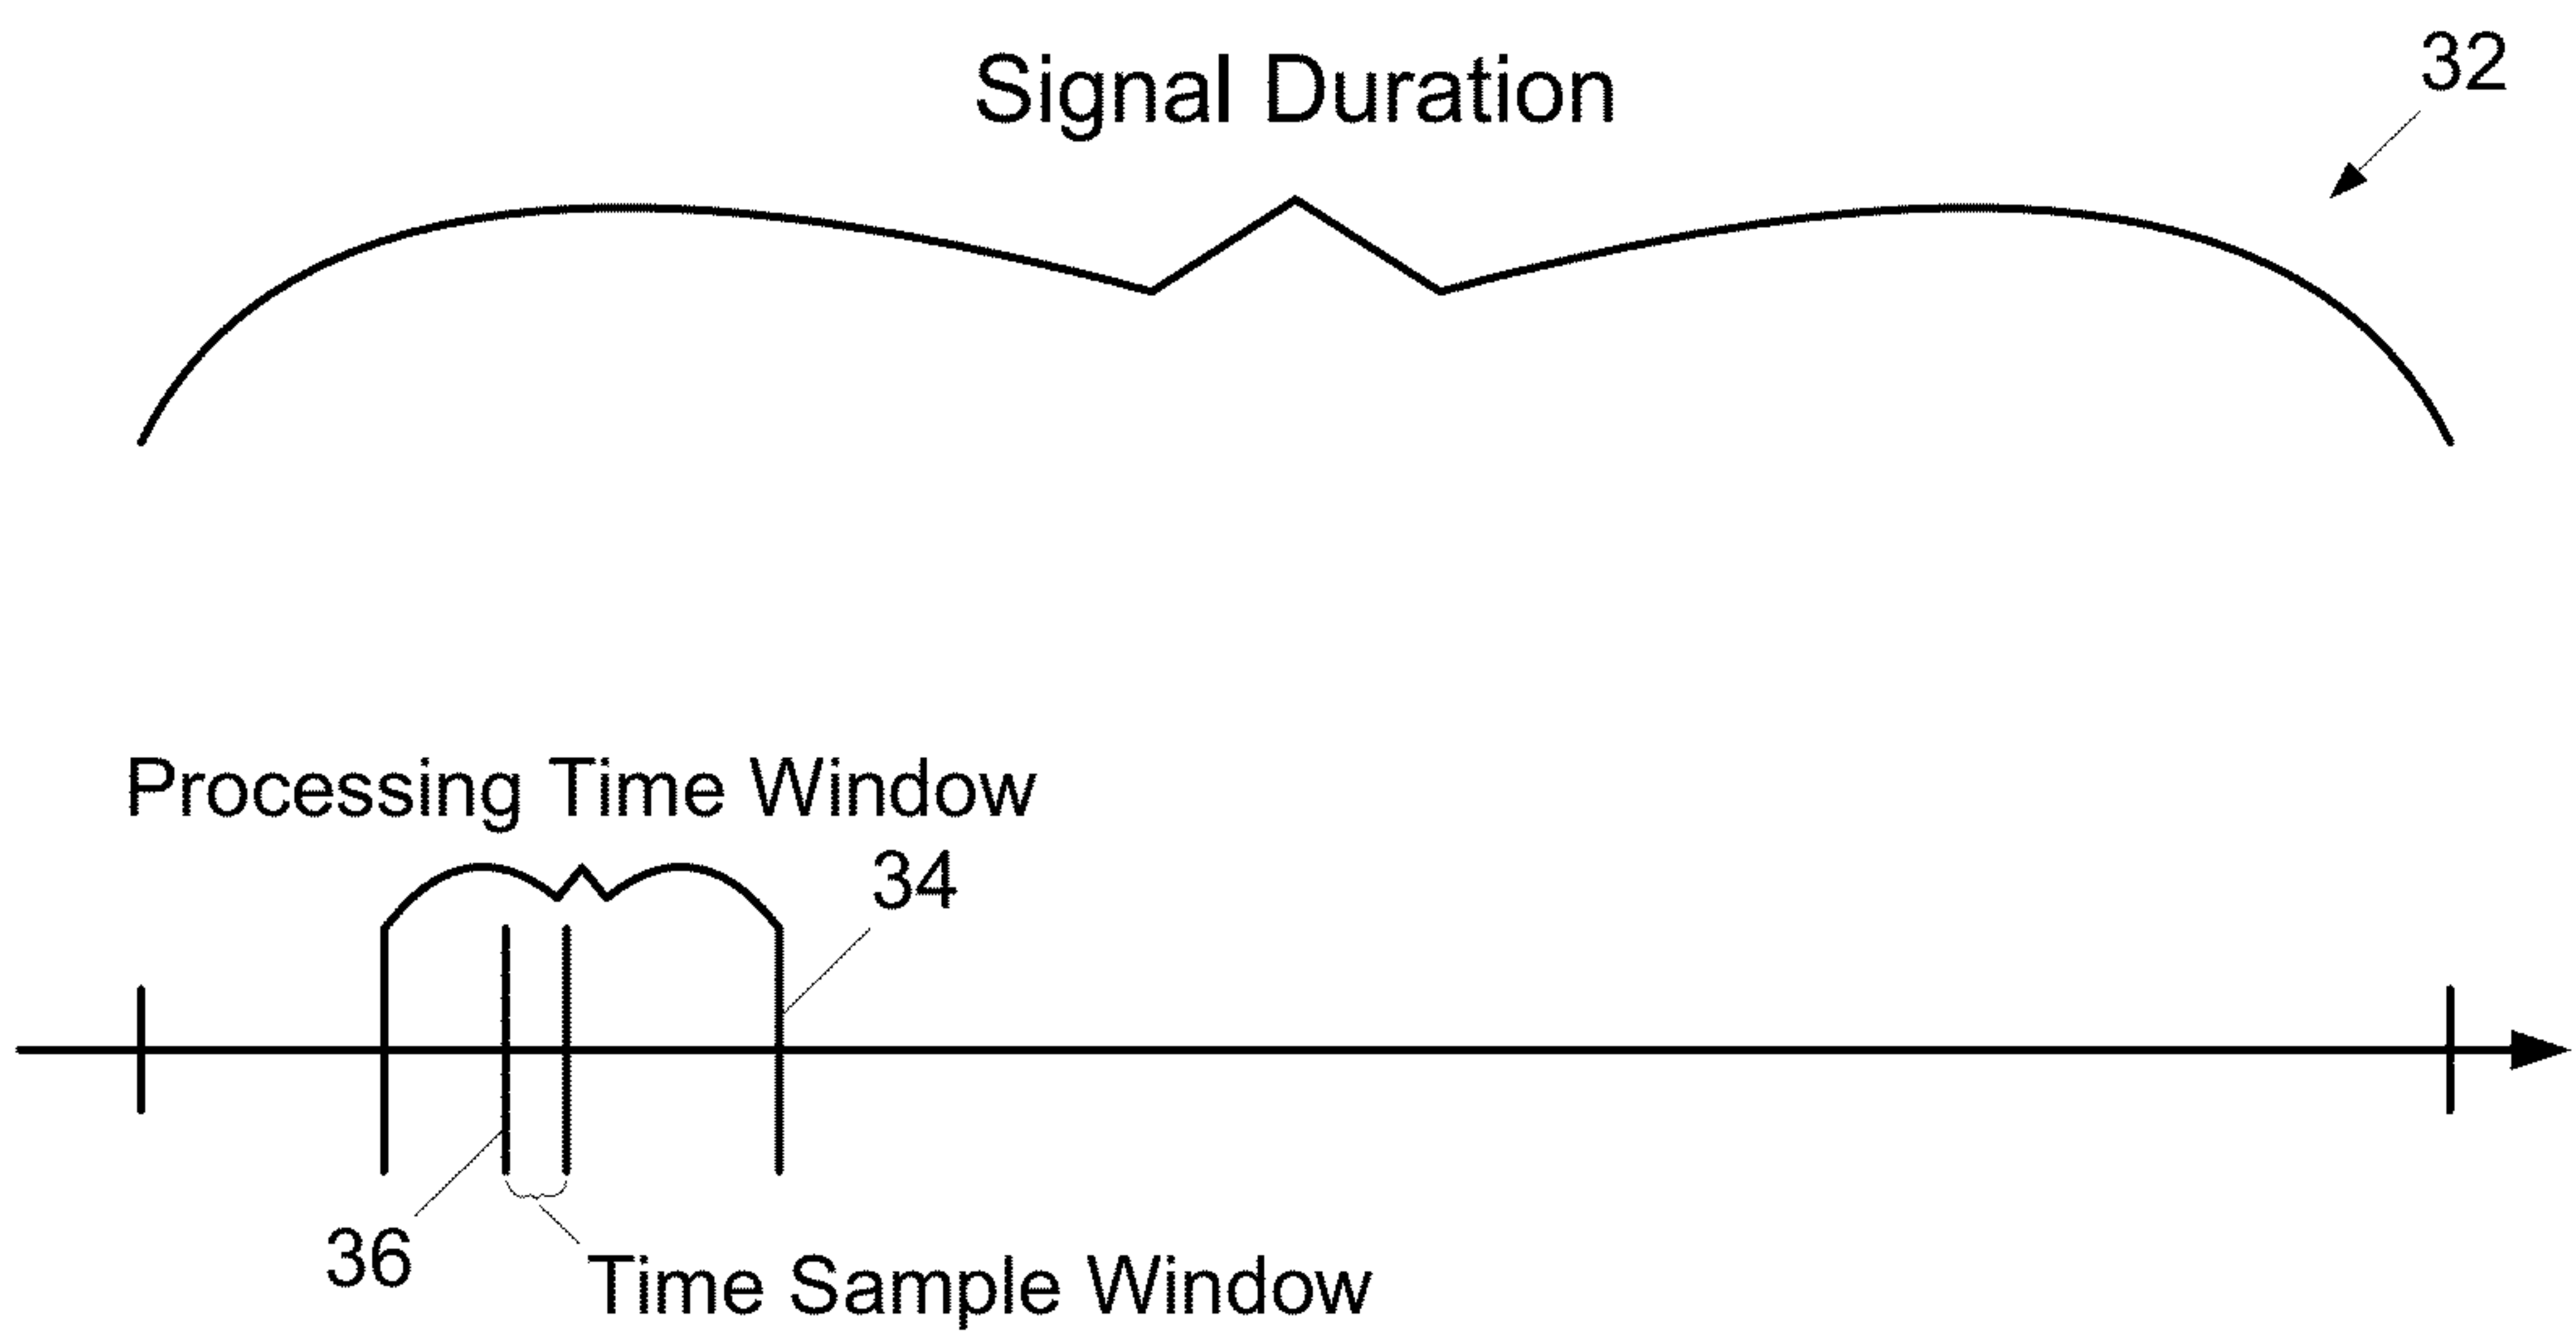 Signal Duration
32
Processing Time Window
34
36
Time Sample Window